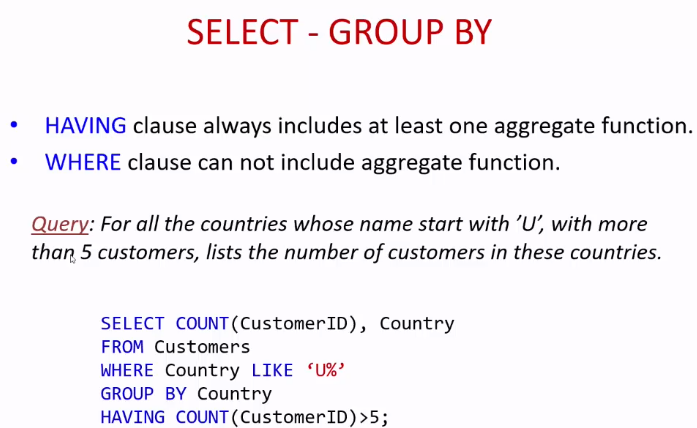 SELECT - GROUP BY
• HAVING clause always includes at least one aggregate function.
• WHERE clause can not include aggregate function.
Query: For all the countries whose name start with ’U’, with more
than 5 customers, lists the number of customers in these countries.
SELECT COUNT(CustomerID), Country
FROM Customers
WHERE Country LIKE ‘U%’
GROUP BY Country
HAVING COUNT(CustomerID)>5;